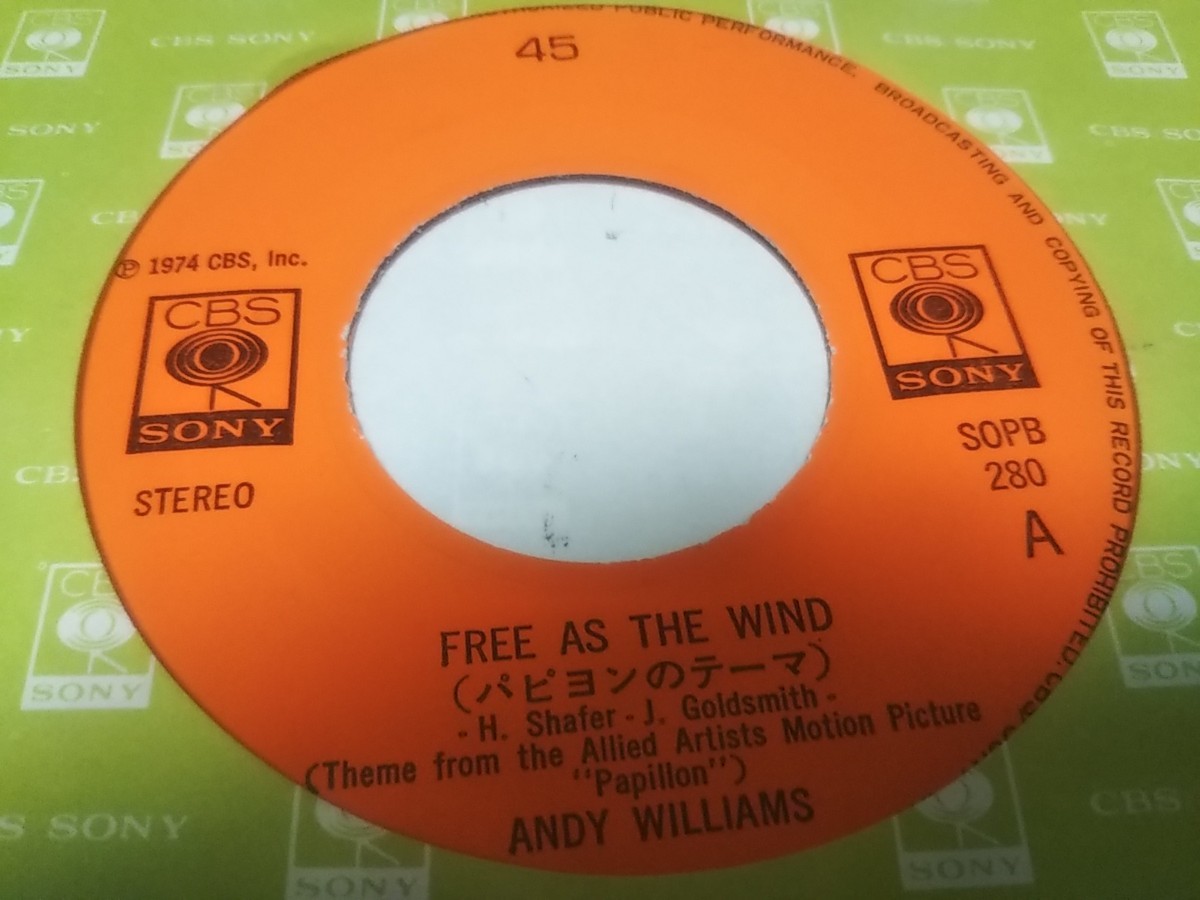 45
AUTHORIZED PUBLIC PERFORMANCE. BROADCASTING AND COPYING OF THIS RECORD PROHIBITED. CBS/
Ⓟ 1974 CBS, Inc.
CBS
SONY
STEREO
CBS
SONY
SOPB
280
A
FREE AS THE WIND
(パピヨンのテーマ)
- H. Shafer - J. Goldsmith -
(Theme from the Allied Artists Motion Picture
"Papillon")
ANDY WILLIAMS
CBS SONY
CBS SONY
SONY
SONY
SONY
CBS
SONY
CBS SONY
SONY
SONY
SONY
CBS